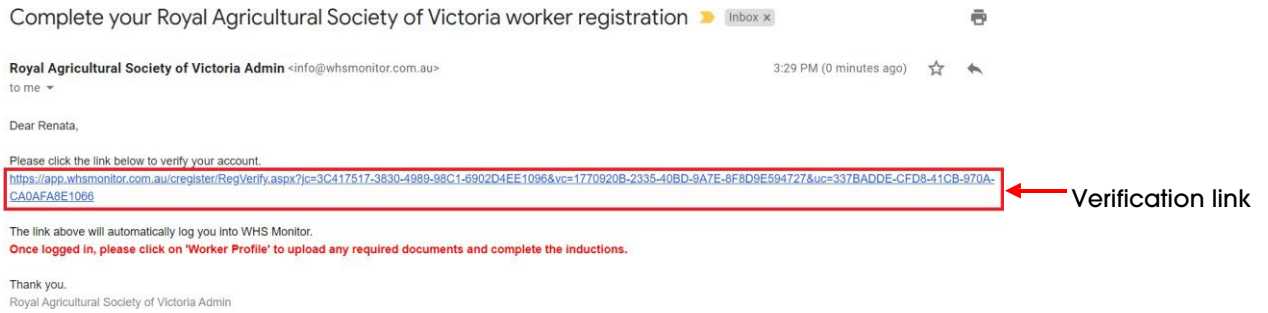 Complete your Royal Agricultural Society of Victoria worker registration Inbox x
Royal Agricultural Society of Victoria Admin <info@whsmonitor.com.au> 3:29 PM (0 minutes ago)
to me
Dear Renata,
Please click the link below to verify your account.
https://app.whsmonitor.com.au/cregister/RegVerify.aspx?jc=3C417517-3830-4989-98C1-6902D4EE1096&vc=1770920B-2335-40BD-9A7E-8F8D9E594727&uc=337BADDE-CFD8-41CB-970A-
CA0AFA8E1066
Verification link
The link above will automatically log you into WHS Monitor.
Once logged in, please click on 'Worker Profile' to upload any required documents and complete the inductions.
Thank you.
Royal Agricultural Society of Victoria Admin